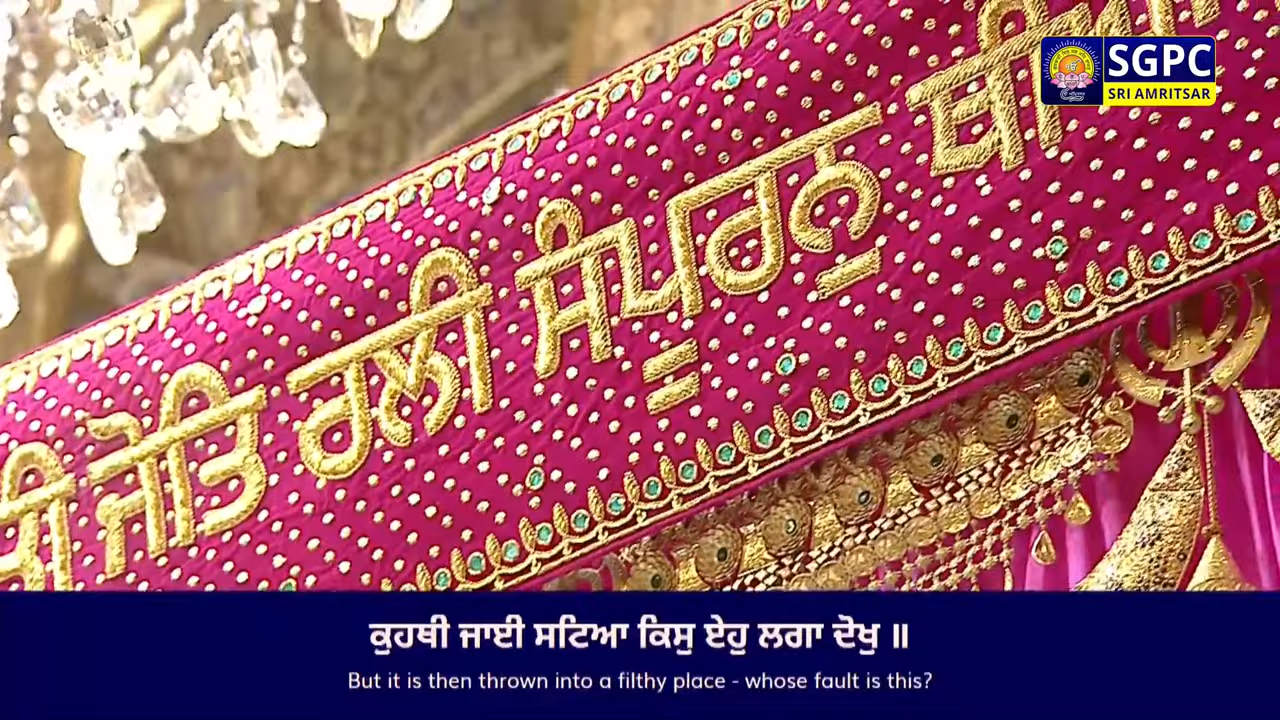 SGPC
SRI AMRITSAR
ਜੋਤਿ ਰਲੀ ਸੰਪੂਰਨੁ
ਕੁਹਥੀ ਜਾਈ ਸਟਿਆ ਕਿਸੁ ਏਹੁ ਲਗਾ ਦੋਖੁ ॥
But it is then thrown into a filthy place - whose fault is this?